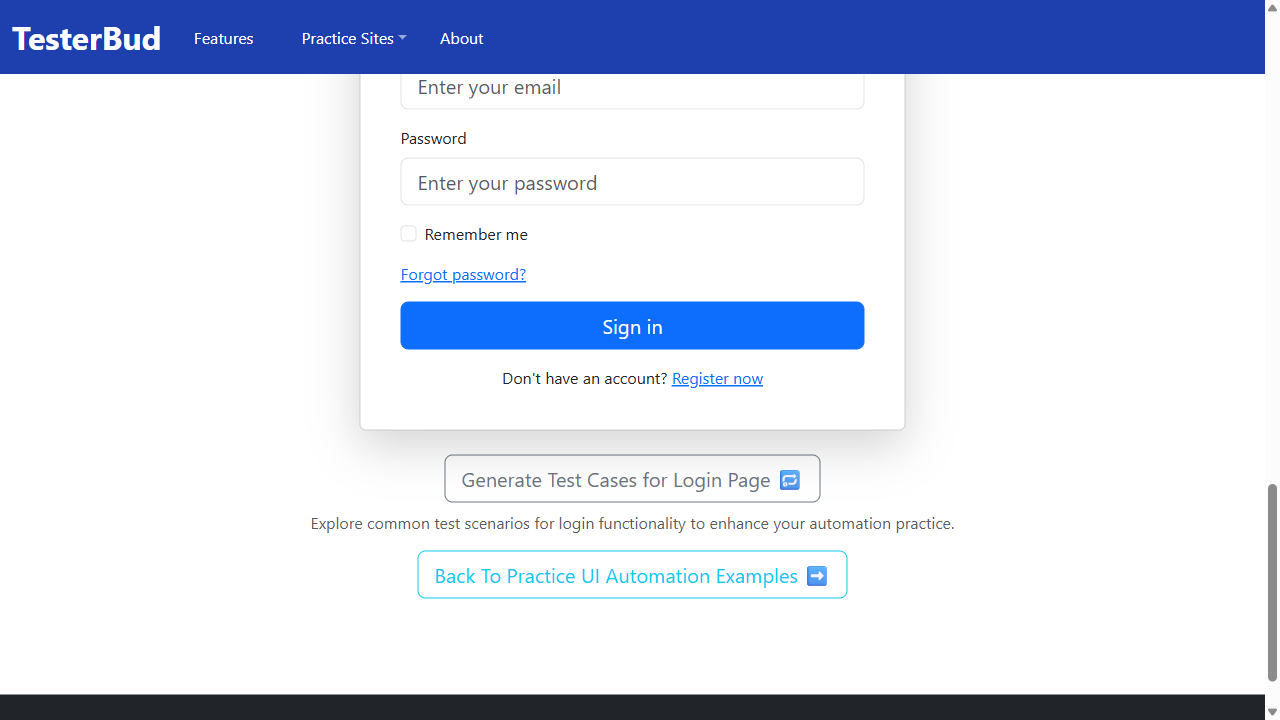 TesterBud Features Practice Sites About
Enter your email
Password
Enter your password
Remember me
Forgot password?
Sign in
Don't have an account? Register now
Generate Test Cases for Login Page
Explore common test scenarios for login functionality to enhance your automation practice.
Back To Practice UI Automation Examples